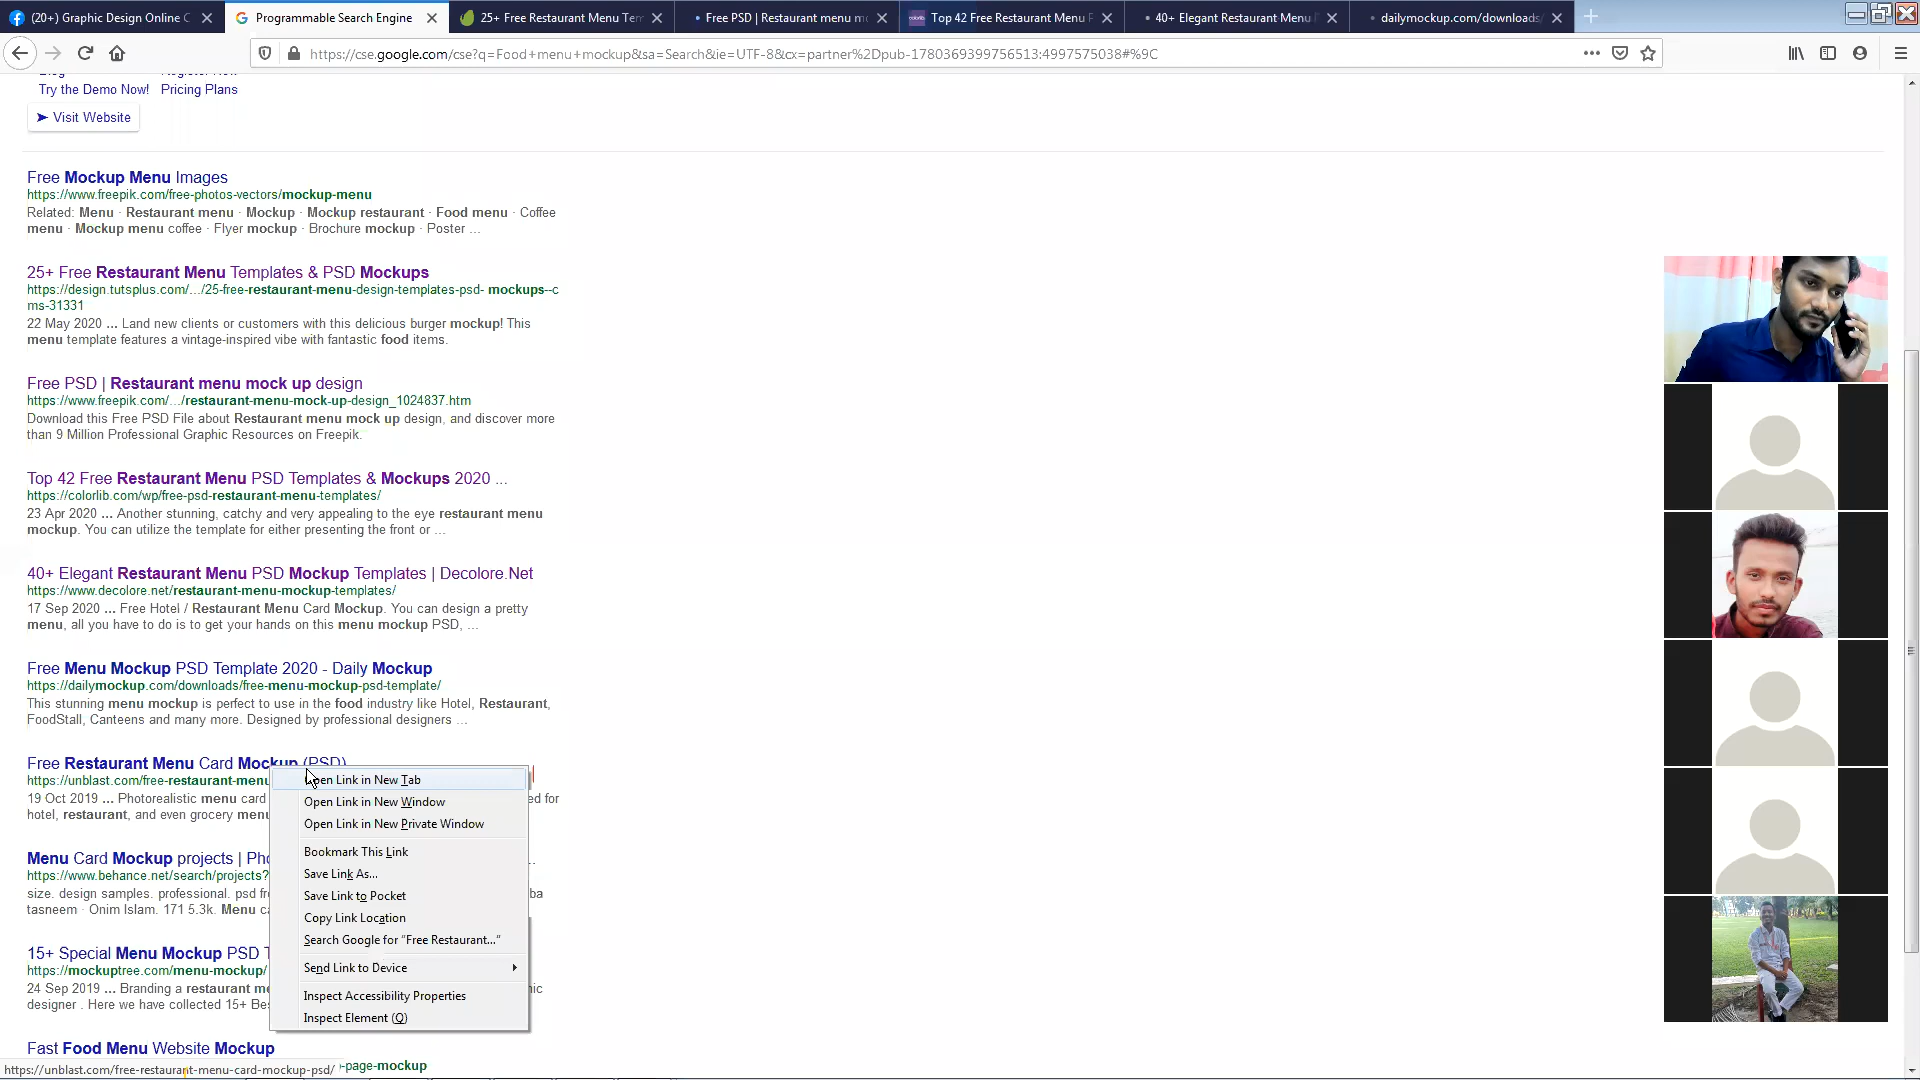 (20+) Graphic Design Online C
Programmable Search Engine
25+ Free Restaurant Menu Tem
Free PSD | Restaurant menu mo
Top 42 Free Restaurant Menu P
40+ Elegant Restaurant Menu
dailymockup.com/downloads/
https://cse.google.com/cse?q=Food+menu+mockup&sa=Search&ie=UTF-8&cx=partner%2Dpub-1780369399756513:4997575038#%9C
Blog Register Now
Try the Demo Now! Pricing Plans
➤ Visit Website
Free Mockup Menu Images
https://www.freepik.com/free-photos-vectors/mockup-menu
Related: Menu · Restaurant menu · Mockup · Mockup restaurant · Food menu · Coffee
menu · Mockup menu coffee · Flyer mockup · Brochure mockup · Poster ...
25+ Free Restaurant Menu Templates & PSD Mockups
https://design.tutsplus.com/.../25-free-restaurant-menu-design-templates-psd- mockups--c
ms-31331
22 May 2020 ... Land new clients or customers with this delicious burger mockup! This
menu template features a vintage-inspired vibe with fantastic food items.
Free PSD | Restaurant menu mock up design
https://www.freepik.com/.../restaurant-menu-mock-up-design_1024837.htm
Download this Free PSD File about Restaurant menu mock up design, and discover more
than 9 Million Professional Graphic Resources on Freepik.
Top 42 Free Restaurant Menu PSD Templates & Mockups 2020 ...
https://colorlib.com/wp/free-psd-restaurant-menu-templates/
23 Apr 2020 ... Another stunning, catchy and very appealing to the eye restaurant menu
mockup. You can utilize the template for either presenting the front or ...
40+ Elegant Restaurant Menu PSD Mockup Templates | Decolore.Net
https://www.decolore.net/restaurant-menu-mockup-templates/
17 Sep 2020 ... Free Hotel / Restaurant Menu Card Mockup. You can design a pretty
menu, all you have to do is to get your hands on this menu mockup PSD, ...
Free Menu Mockup PSD Template 2020 - Daily Mockup
https://dailymockup.com/downloads/free-menu-mockup-psd-template/
This stunning menu mockup is perfect to use in the food industry like Hotel, Restaurant,
FoodStall, Canteens and many more. Designed by professional designers ...
Free Restaurant Menu Card Mockup (PSD)
https://unblast.com/free-restaurant-menu
19 Oct 2019 ... Photorealistic menu card ed for
hotel, restaurant, and even grocery menu
Open Link in New Tab
Open Link in New Window
Open Link in New Private Window
Bookmark This Link
Save Link As...
Save Link to Pocket
Copy Link Location
Search Google for “Free Restaurant...”
Send Link to Device
Inspect Accessibility Properties
Inspect Element (Q)
Menu Card Mockup projects | Pho ...
https://www.behance.net/search/projects?
size. design samples. professional. psd fr ba
tasneem · Onim Islam. 171 5.3k. Menu ca
15+ Special Menu Mockup PSD T
https://mockuptree.com/menu-mockup/
24 Sep 2019 ... Branding a restaurant me ic
designer . Here we have collected 15+ Bes
Fast Food Menu Website Mockup
-page-mockup
https://unblast.com/free-restaurant-menu-card-mockup-psd/